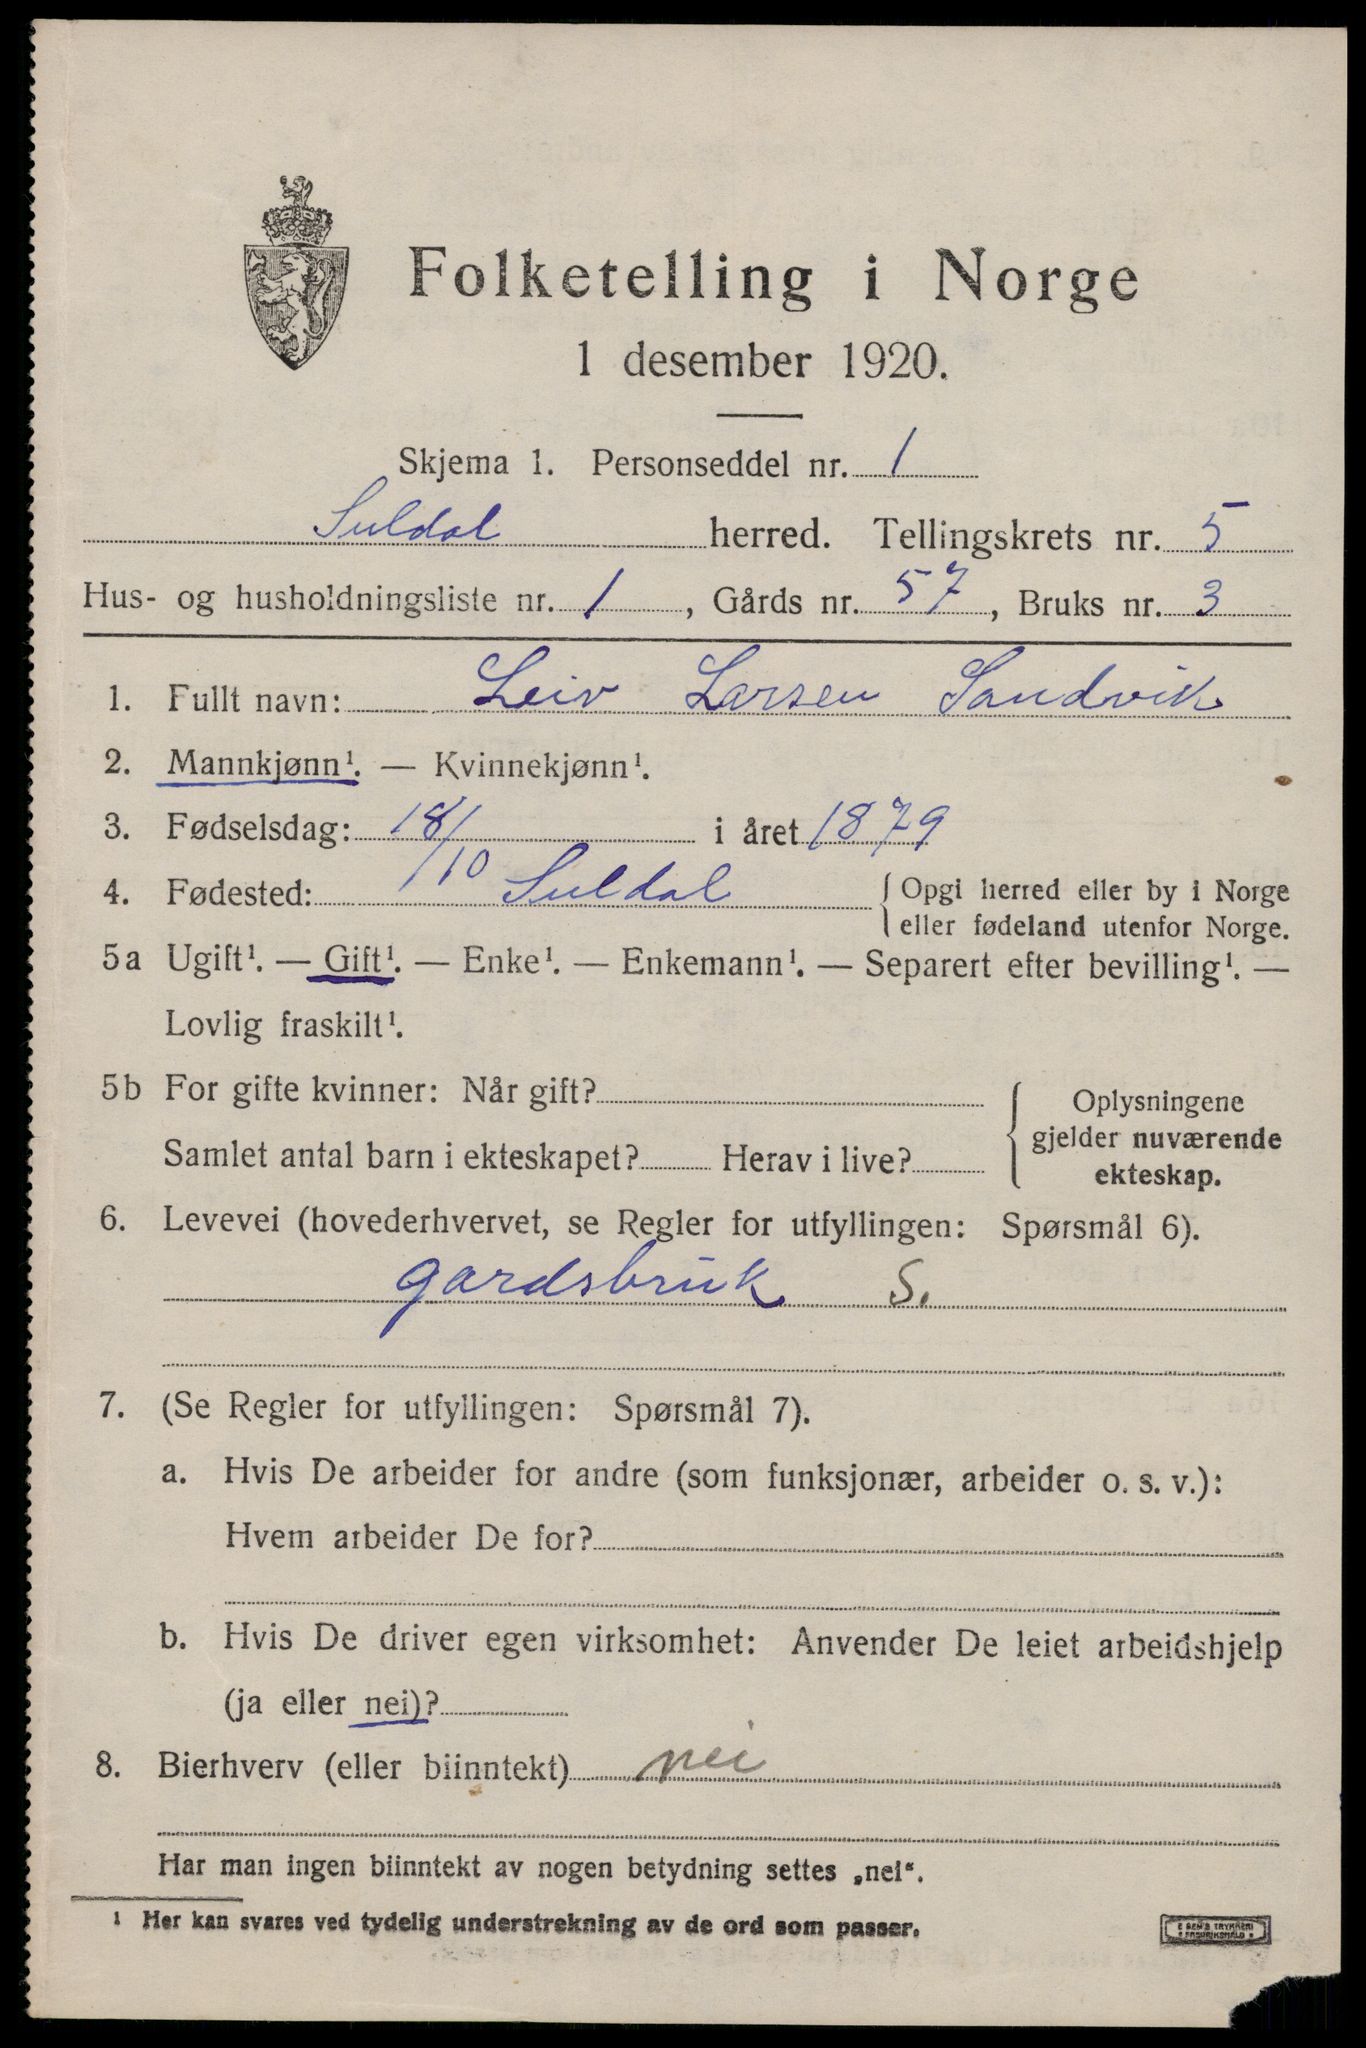 Folketelling i Norge
1 desember 1920.
Skjema 1. Personseddel nr. 1
Suldal herred. Tellingskrets nr. 5
Hus- og husholdningsliste nr. 1, Gårds nr. 57, Bruks nr. 3
1. Fullt navn: Leiv Larsen Sandvik
2. Mannkjønn¹. — Kvinnekjønn¹.
3. Fødselsdag: 18/10 i året 1879
4. Fødested: Suldal { Opgi herred eller by i Norge
eller fødeland utenfor Norge.
5a Ugift¹. — Gift¹. — Enke¹. — Enkemann¹. — Separert efter bevilling¹. —
Lovlig fraskilt¹.
5b For gifte kvinner: Når gift? { Oplysningene
gjelder nuværende
Samlet antal barn i ekteskapet? Herav i live?
ekteskap.
6. Levevei (hovederhvervet, se Regler for utfyllingen: Spørsmål 6).
gardsbruk S.
7. (Se Regler for utfyllingen: Spørsmål 7).
a. Hvis De arbeider for andre (som funksjonær, arbeider o. s. v.):
Hvem arbeider De for?
b. Hvis De driver egen virksomhet: Anvender De leiet arbeidshjelp
(ja eller nei)?
8. Bierhverv (eller biinntekt) nei
Har man ingen biinntekt av nogen betydning settes „nei“.
¹ Her kan svares ved tydelig understrekning av de ord som passer.